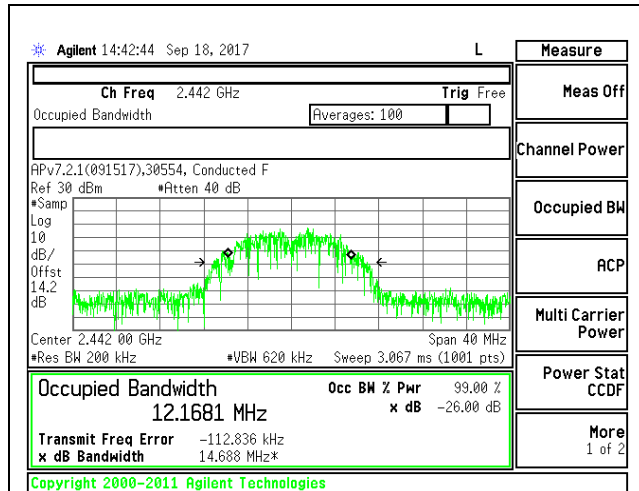 Agilent 14:42:44 Sep 18, 2017 L
Measure
Ch Freq 2.442 GHz Trig Free
Occupied Bandwidth Averages: 100
Meas Off
Channel Power
APv7.2.1(091517),30554, Conducted F
Ref 30 dBm #Atten 40 dB
#Samp
Log
10
dB/
Offst
14.2
dB
Occupied BW
ACP
Center 2.442 00 GHz Span 40 MHz
#Res BW 200 kHz #VBW 620 kHz Sweep 3.067 ms (1001 pts)
Multi Carrier
Power
Occupied Bandwidth Occ BW % Pwr 99.00 %
12.1681 MHz x dB -26.00 dB
Transmit Freq Error -112.836 kHz
x dB Bandwidth 14.688 MHz*
Power Stat
CCDF
More
1 of 2
Copyright 2000-2011 Agilent Technologies